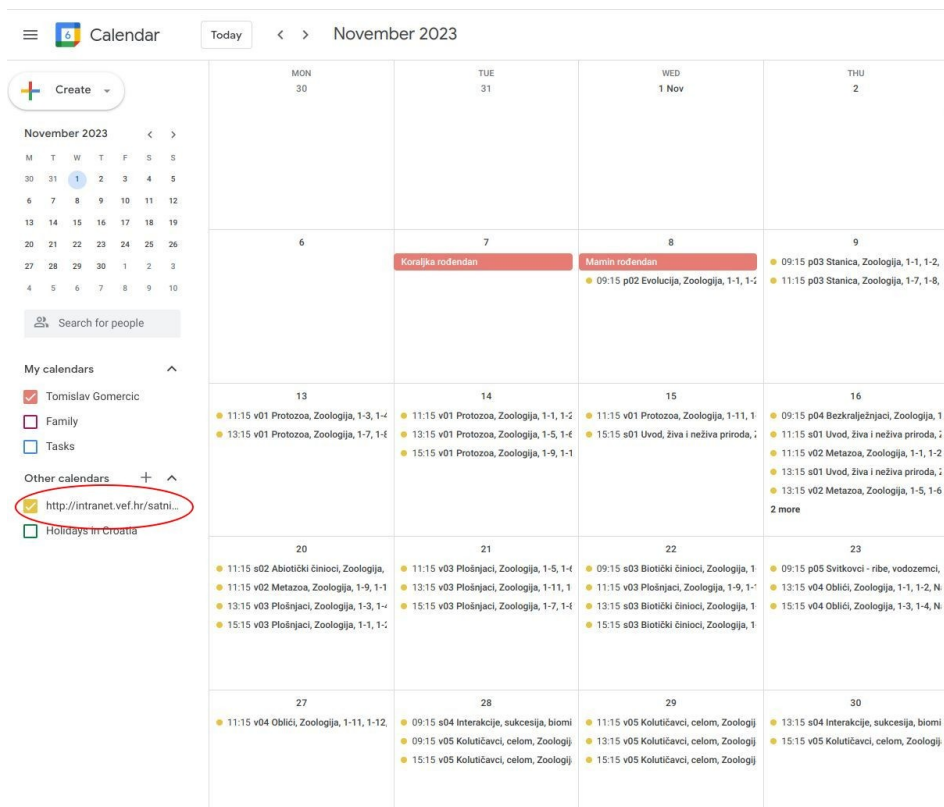 6 Calendar Today < > November 2023
Create
November 2023 < >
M T W T F S S
30 31 1 2 3 4 5
6 7 8 9 10 11 12
13 14 15 16 17 18 19
20 21 22 23 24 25 26
27 28 29 30 1 2 3
4 5 6 7 8 9 10
Search for people
My calendars
Tomislav Gomercic
Family
Tasks
Other calendars +
http://intranet.vef.hr/satni...
Holidays in Croatia
MON TUE WED THU
30 31 1 Nov 2
6 7 8 9
Koraljka rođendan
Mamin rođendan
09:15 p02 Evolucija, Zoologija, 1-1, 1-2
09:15 p03 Stanica, Zoologija, 1-1, 1-2,
11:15 p03 Stanica, Zoologija, 1-7, 1-8,
13 14 15 16
11:15 v01 Protozoa, Zoologija, 1-3, 1-4
13:15 v01 Protozoa, Zoologija, 1-7, 1-8
11:15 v01 Protozoa, Zoologija, 1-1, 1-2
13:15 v01 Protozoa, Zoologija, 1-5, 1-6
15:15 v01 Protozoa, Zoologija, 1-9, 1-1
11:15 v01 Protozoa, Zoologija, 1-11, 1
15:15 s01 Uvod, živa i neživa priroda,
09:15 p04 Bezkralježnjaci, Zoologija, 1
11:15 s01 Uvod, živa i neživa priroda,
11:15 v02 Metazoa, Zoologija, 1-1, 1-2
13:15 s01 Uvod, živa i neživa priroda,
13:15 v02 Metazoa, Zoologija, 1-5, 1-6
2 more
20 21 22 23
11:15 s02 Abiotički činioci, Zoologija,
11:15 v02 Metazoa, Zoologija, 1-9, 1-1
13:15 v03 Plošnjaci, Zoologija, 1-3, 1-4
15:15 v03 Plošnjaci, Zoologija, 1-1, 1-2
11:15 v03 Plošnjaci, Zoologija, 1-5, 1-6
13:15 v03 Plošnjaci, Zoologija, 1-11, 1
15:15 v03 Plošnjaci, Zoologija, 1-7, 1-8
09:15 s03 Biotički činioci, Zoologija, 1
11:15 v03 Plošnjaci, Zoologija, 1-9, 1-1
13:15 s03 Biotički činioci, Zoologija, 1
15:15 s03 Biotički činioci, Zoologija, 1
09:15 p05 Svitkovci - ribe, vodozemci,
13:15 v04 Oblići, Zoologija, 1-1, 1-2, N
15:15 v04 Oblići, Zoologija, 1-3, 1-4, N
27 28 29 30
11:15 v04 Oblići, Zoologija, 1-11, 1-12,
09:15 s04 Interakcije, sukcesija, biomi
09:15 v05 Kolutičavci, celom, Zoologij
15:15 v05 Kolutičavci, celom, Zoologij
11:15 v05 Kolutičavci, celom, Zoologij
13:15 v05 Kolutičavci, celom, Zoologij
15:15 v05 Kolutičavci, celom, Zoologij
13:15 s04 Interakcije, sukcesija, biomi
15:15 v05 Kolutičavci, celom, Zoologij